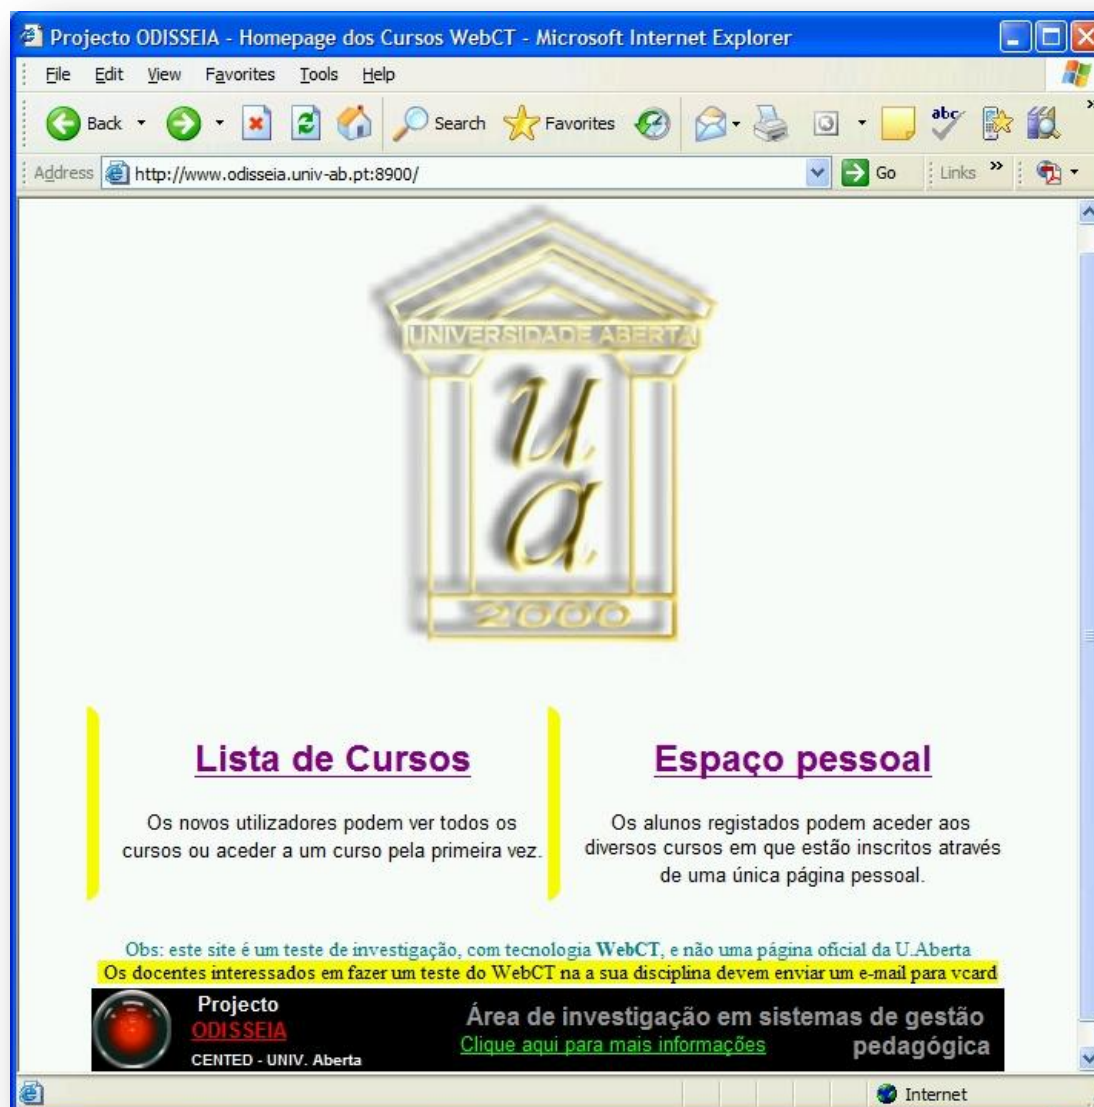 Projecto ODISSEIA - Homepage dos Cursos WebCT - Microsoft Internet Explorer
File Edit View Favorites Tools Help
Back Search Favorites abc »
Address http://www.odisseia.univ-ab.pt:8900/ Go Links »
UNIVERSIDADE ABERTA
u
a
2000
Lista de Cursos
Os novos utilizadores podem ver todos os
cursos ou aceder a um curso pela primeira vez.
Espaço pessoal
Os alunos registados podem aceder aos
diversos cursos em que estão inscritos através
de uma única página pessoal.
Obs: este site é um teste de investigação, com tecnologia WebCT, e não uma página oficial da U.Aberta
Os docentes interessados em fazer um teste do WebCT na a sua disciplina devem enviar um e-mail para vcard
Projecto
ODISSEIA
CENTED - UNIV. Aberta
Área de investigação em sistemas de gestão
pedagógica
Clique aqui para mais informações
Internet